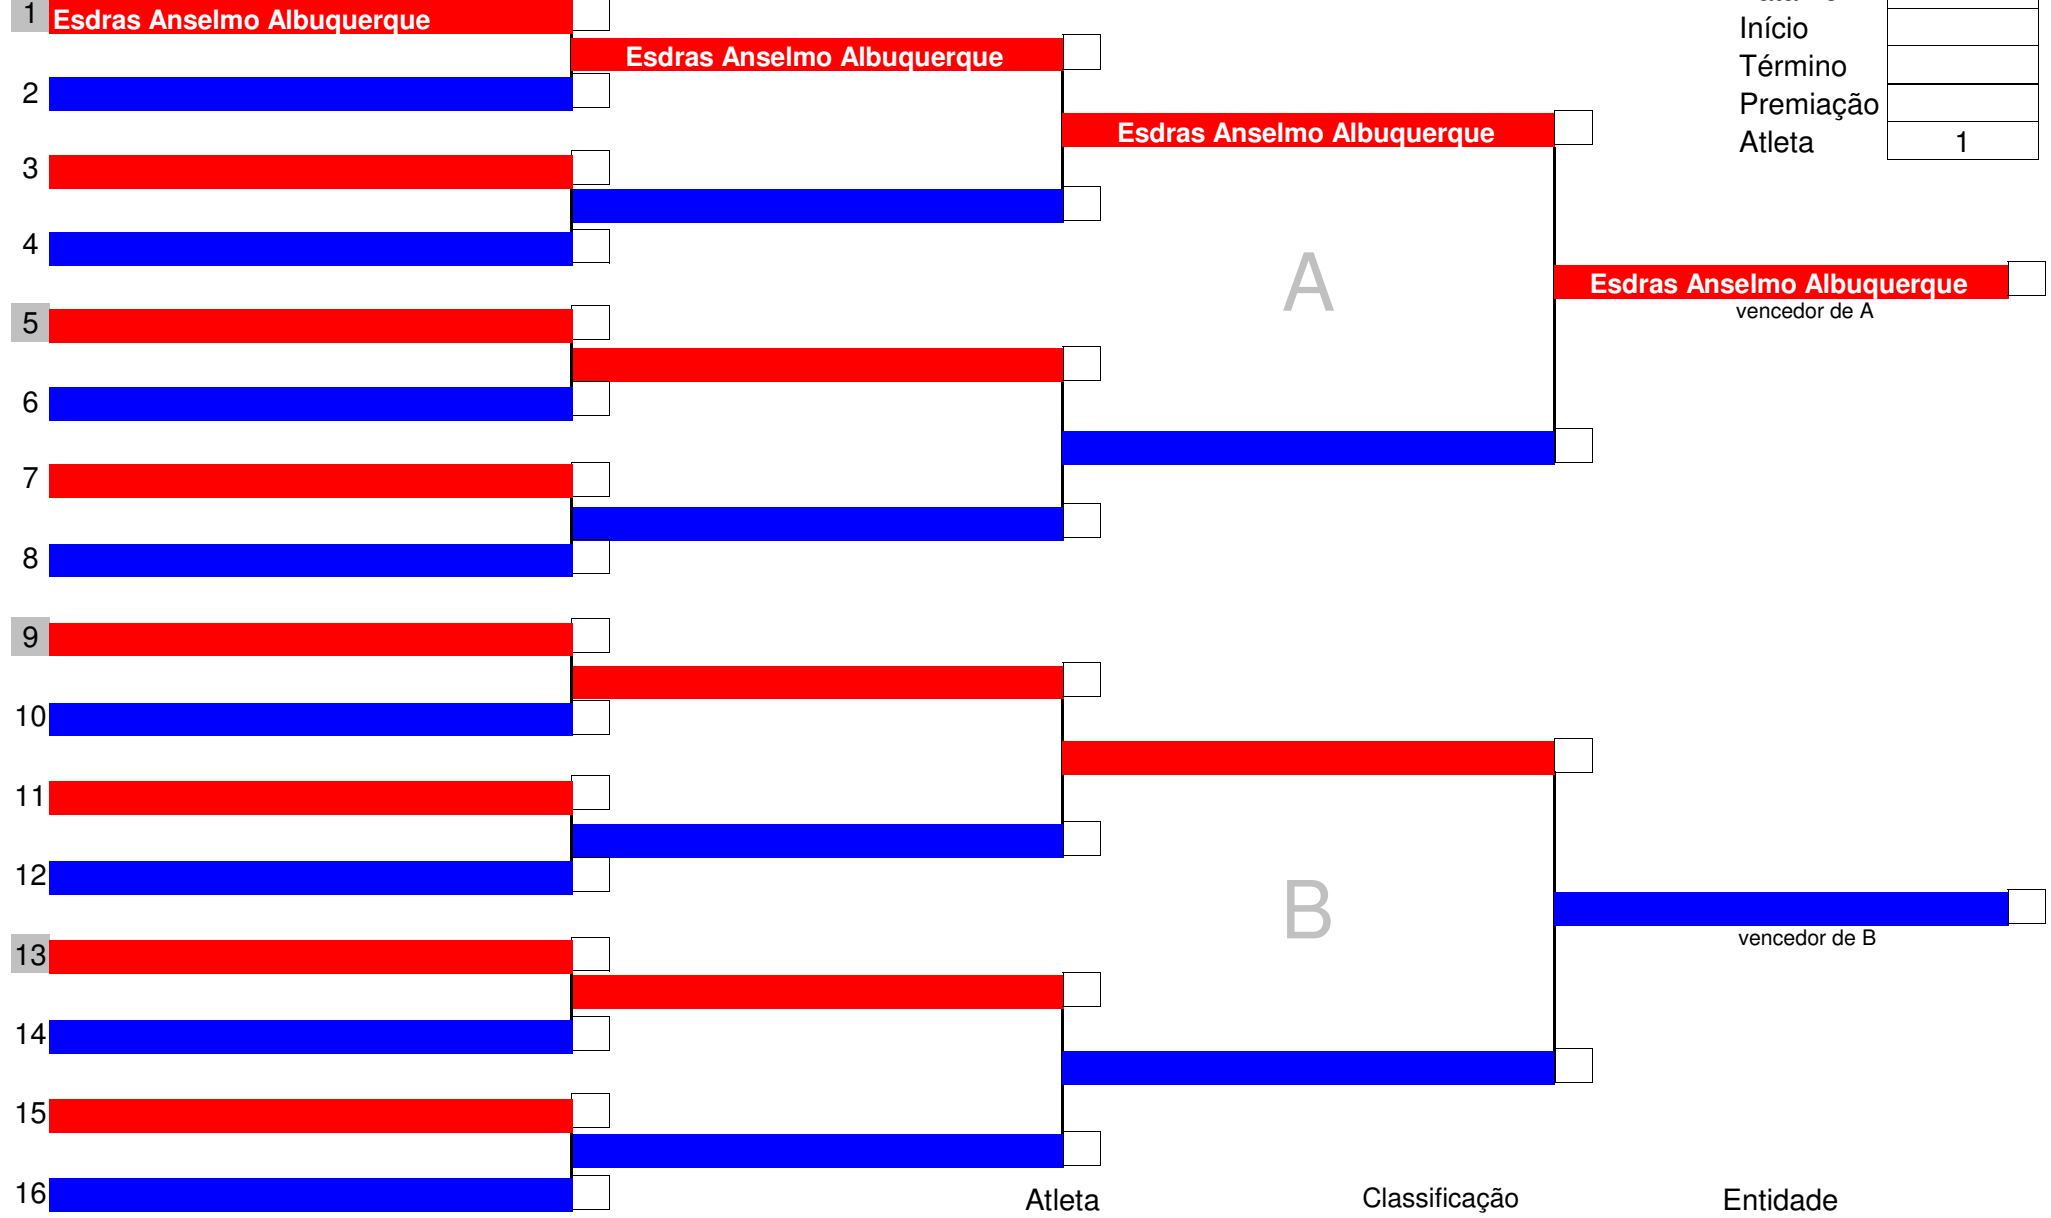 1 Esdras Anselmo Albuquerque
Início
Esdras Anselmo Albuquerque
Término
2
Premiação
Esdras Anselmo Albuquerque
Atleta 1
3
4
A
Esdras Anselmo Albuquerque
vencedor de A
5
6
7
8
9
10
11
12
B
vencedor de B
13
14
15
16
Atleta Classificação Entidade